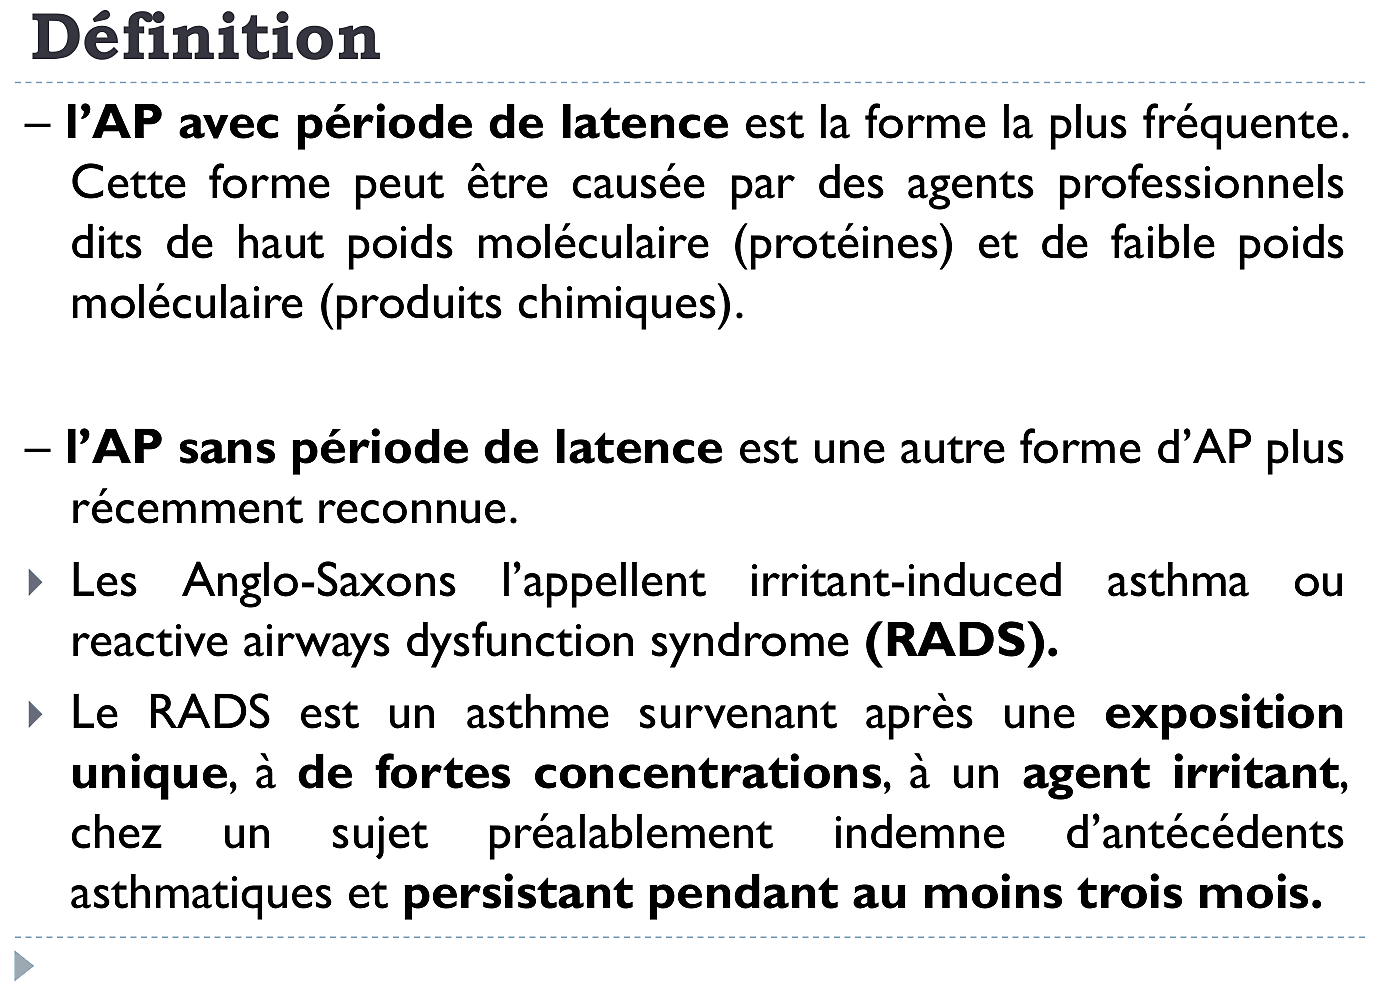 Définition
– l’AP avec période de latence est la forme la plus fréquente.
Cette forme peut être causée par des agents professionnels
dits de haut poids moléculaire (protéines) et de faible poids
moléculaire (produits chimiques).
– l’AP sans période de latence est une autre forme d’AP plus
récemment reconnue.
Les Anglo-Saxons l’appellent irritant-induced asthma ou
reactive airways dysfunction syndrome (RADS).
Le RADS est un asthme survenant après une exposition
unique, à de fortes concentrations, à un agent irritant,
chez un sujet préalablement indemne d’antécédents
asthmatiques et persistant pendant au moins trois mois.